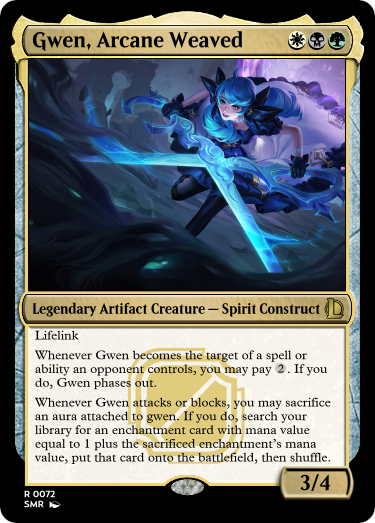 Gwen, Arcane Weaved
Legendary Artifact Creature — Spirit Construct
Lifelink
Whenever Gwen becomes the target of a spell or
ability an opponent controls, you may pay 2. If you
do, Gwen phases out.
Whenever Gwen attacks or blocks, you may sacrifice
an aura attached to gwen. If you do, search your
library for an enchantment card with mana value
equal to 1 plus the sacrificed enchantment's mana
value, put that card onto the battlefield, then shuffle.
3/4
R 0072
SMR